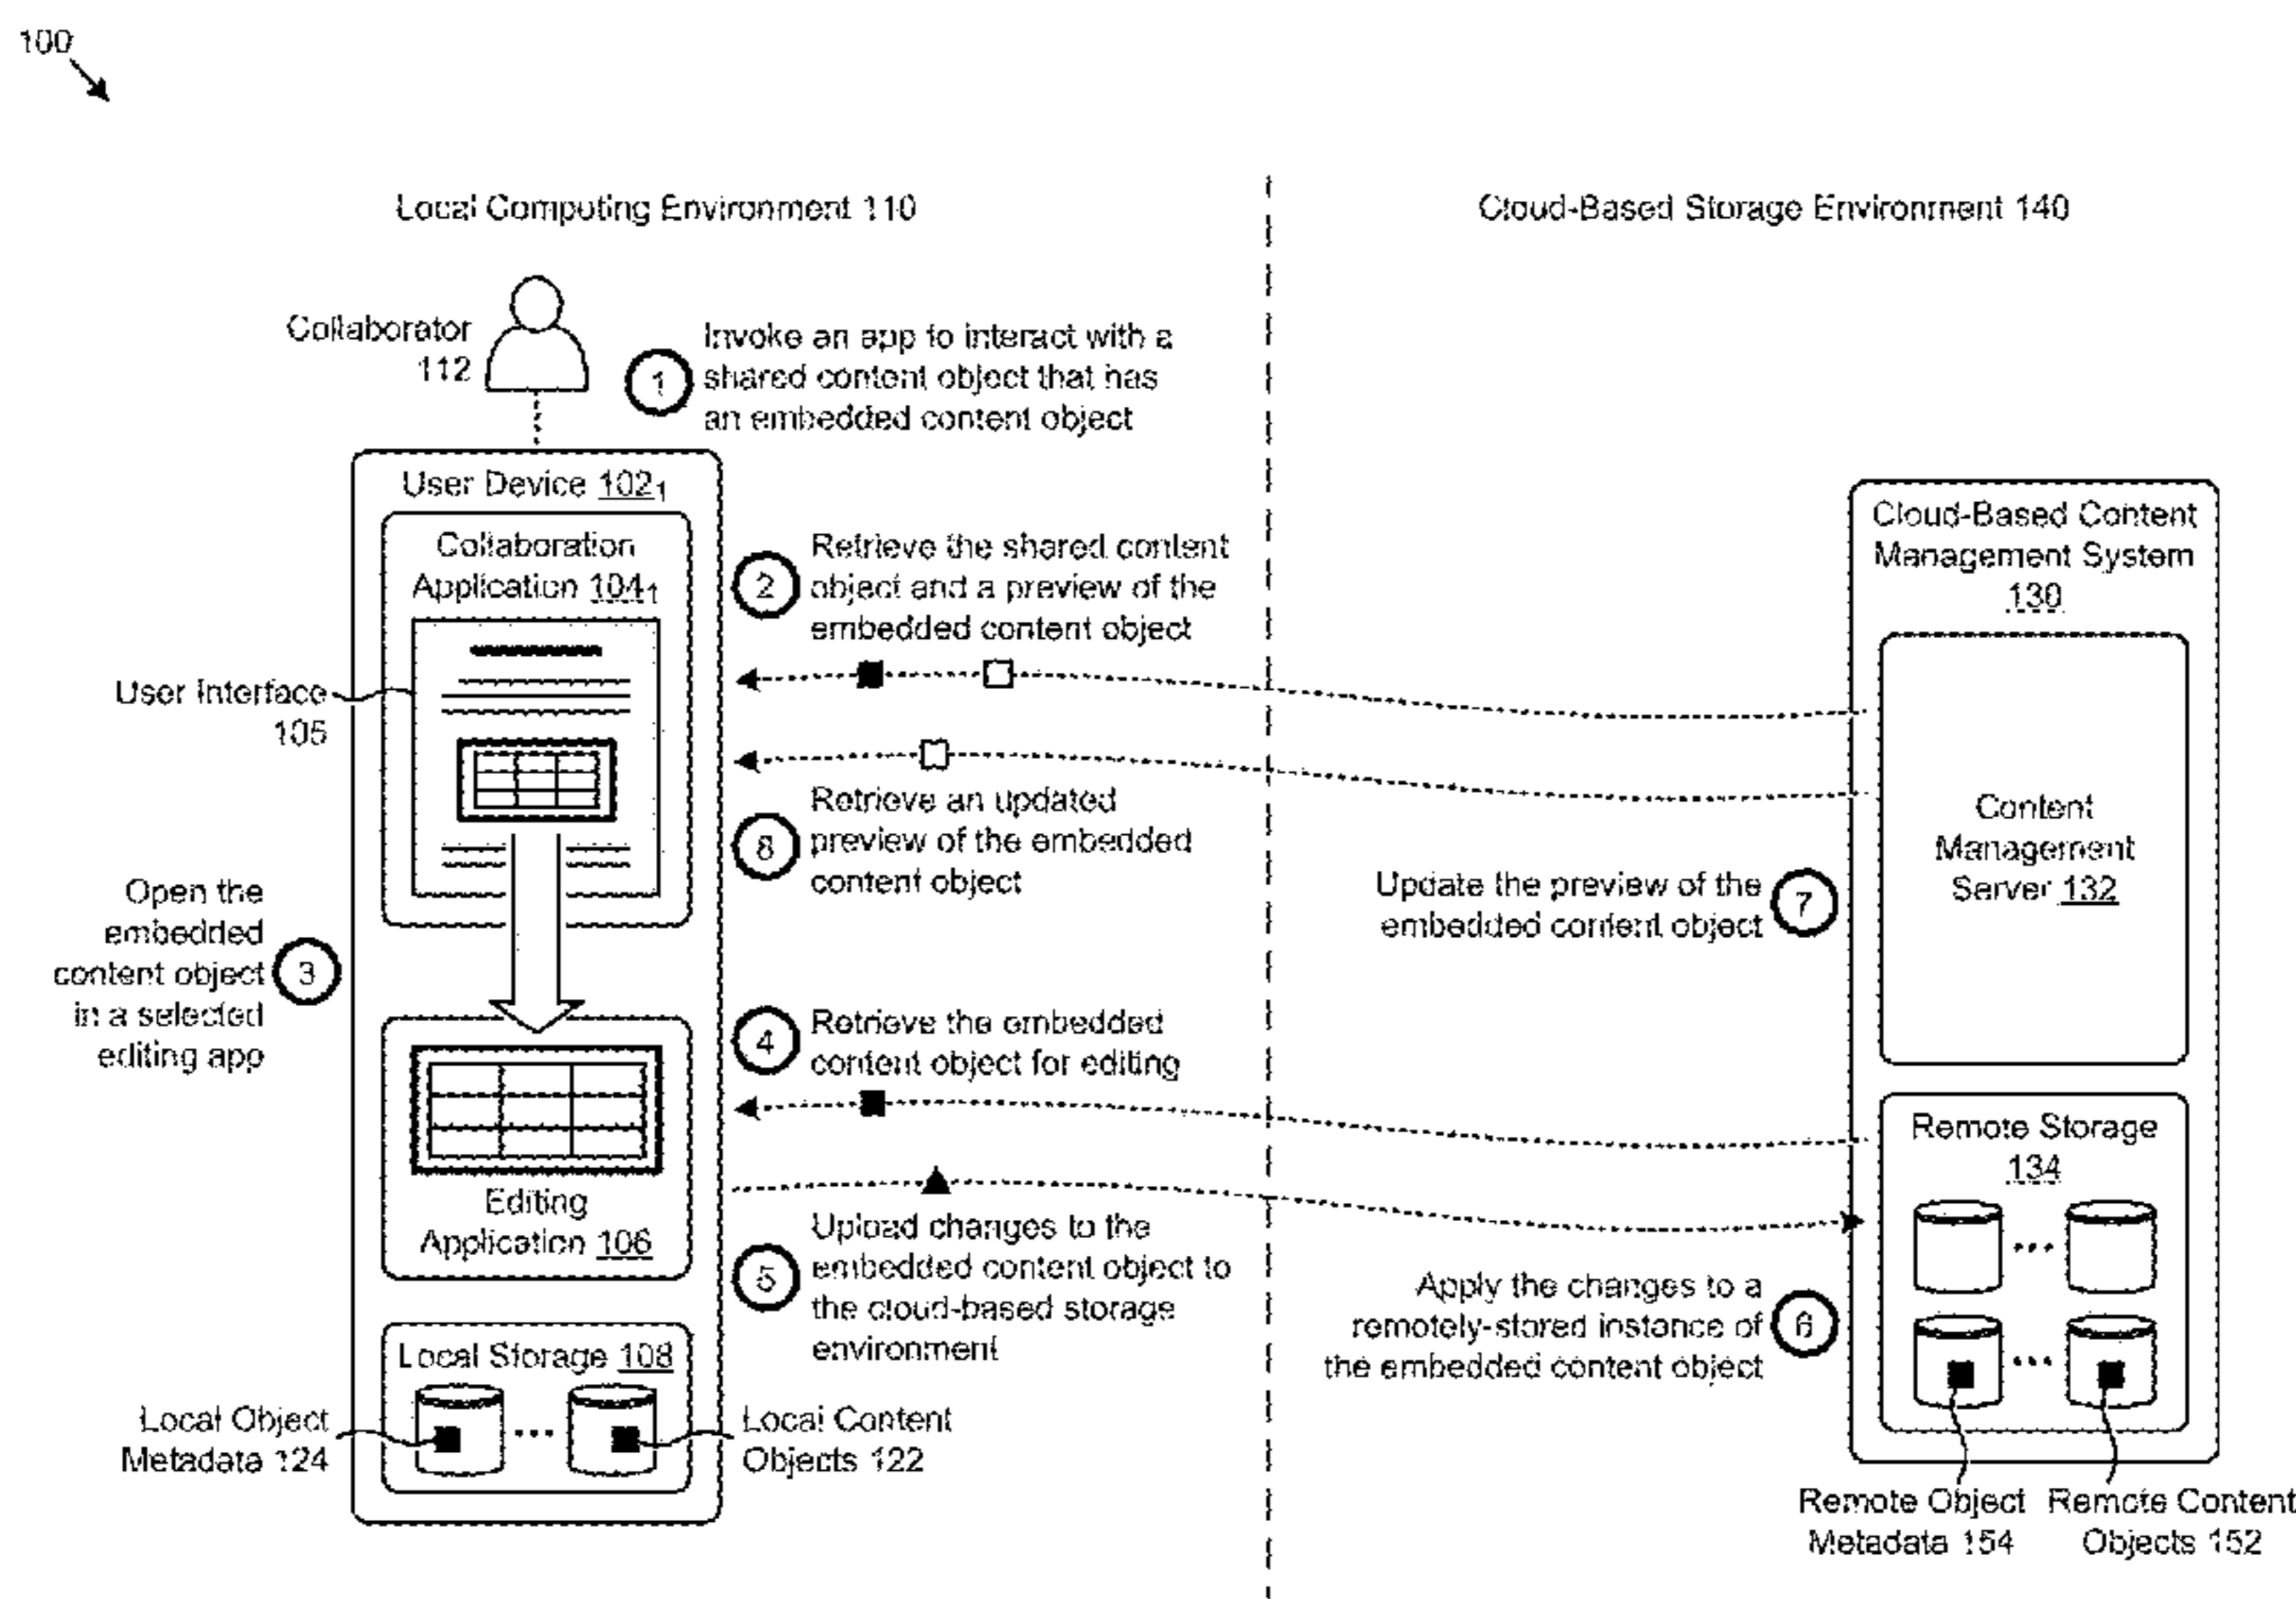 100
Local Computing Environment 110
Cloud-Based Storage Environment 140
Collaborator
112
1
Invoke an app to interact with a
shared content object that has
an embedded content object
User Device 102₁
Collaboration
Application 104₁
User Interface
105
2
Retrieve the shared content
object and a preview of the
embedded content object
8
Retrieve an updated
preview of the embedded
content object
Open the
embedded
content object
in a selected
editing app
3
4
Retrieve the embedded
content object for editing
Editing
Application 106
5
Upload changes to the
embedded content object to
the cloud-based storage
environment
Local Storage 108
Local Object
Metadata 124
Local Content
Objects 122
Cloud-Based Content
Management System
130
Content
Management
Server 132
Update the preview of the
embedded content object
7
Remote Storage
134
Apply the changes to a
remotely-stored instance of
the embedded content object
6
Remote Object
Metadata 154
Remote Content
Objects 152